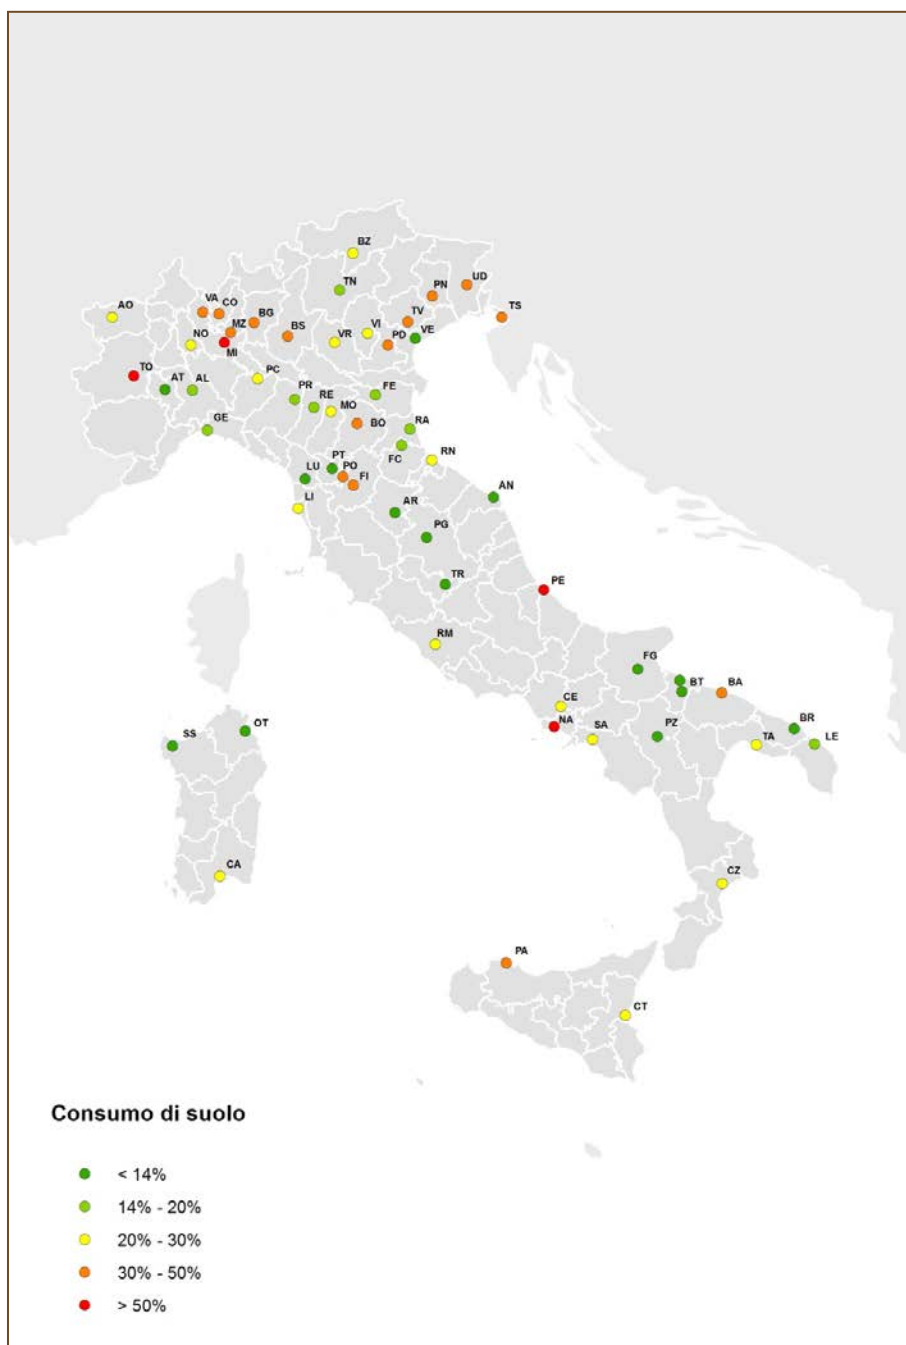 BZ
TN
UD
PN
AO
VA
CO
BG
TS
MZ
BS
TV
NO
MI
VR
VI
PD
VE
TO
PC
AT
AL
PR
RE
FE
MO
GE
BO
RA
FC
RN
LU
PT
PO
FI
LI
AN
AR
PG
TR
PE
RM
FG
BT
BA
CE
NA
SA
PZ
BR
TA
LE
SS
OT
CA
CZ
PA
CT
Consumo di suolo
< 14%
14% - 20%
20% - 30%
30% - 50%
> 50%